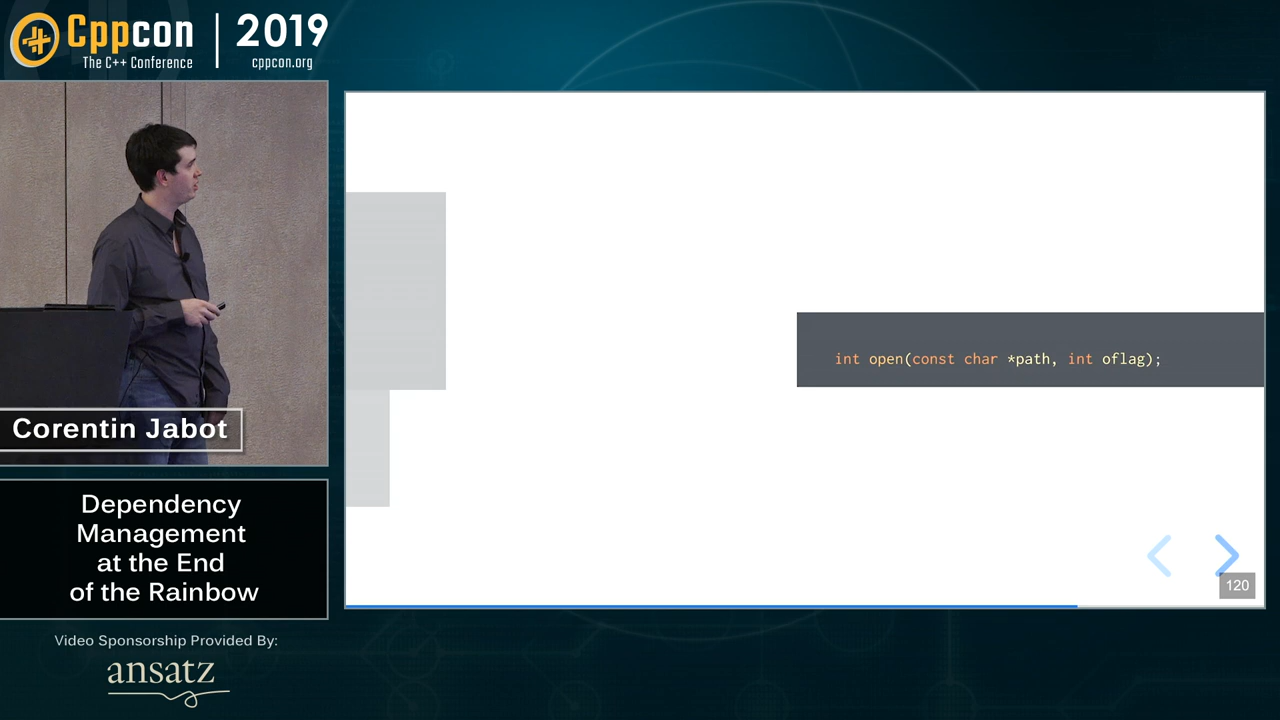 Cppcon
The C++ Conference
2019
cppcon.org
Corentin Jabot
Dependency
Management
at the End
of the Rainbow
Video Sponsorship Provided By:
ansatz
int open(const char *path, int oflag);
120